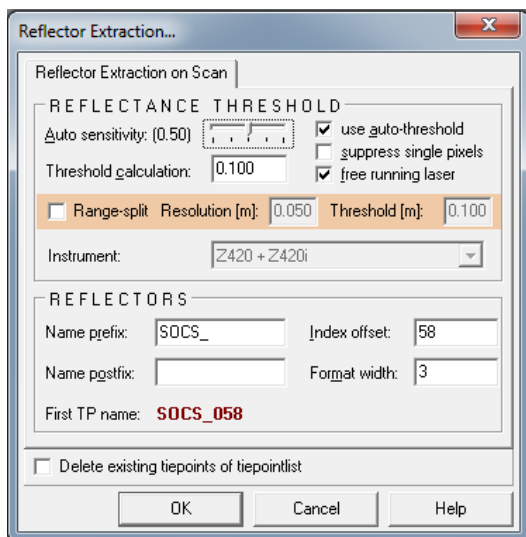 Reflector Extraction...
Reflector Extraction on Scan
REFLECTANCE THRESHOLD
Auto sensitivity: (0.50) use auto-threshold
suppress single pixels
Threshold calculation: 0.100 free running laser
Range-split Resolution [m]: 0.050 Threshold [m]: 0.100
Instrument: Z420 + Z420i
REFLECTORS
Name prefix: SOCS_ Index offset: 58
Name postfix: Format width: 3
First TP name: SOCS_058
Delete existing tiepoints of tiepointlist
OK Cancel Help